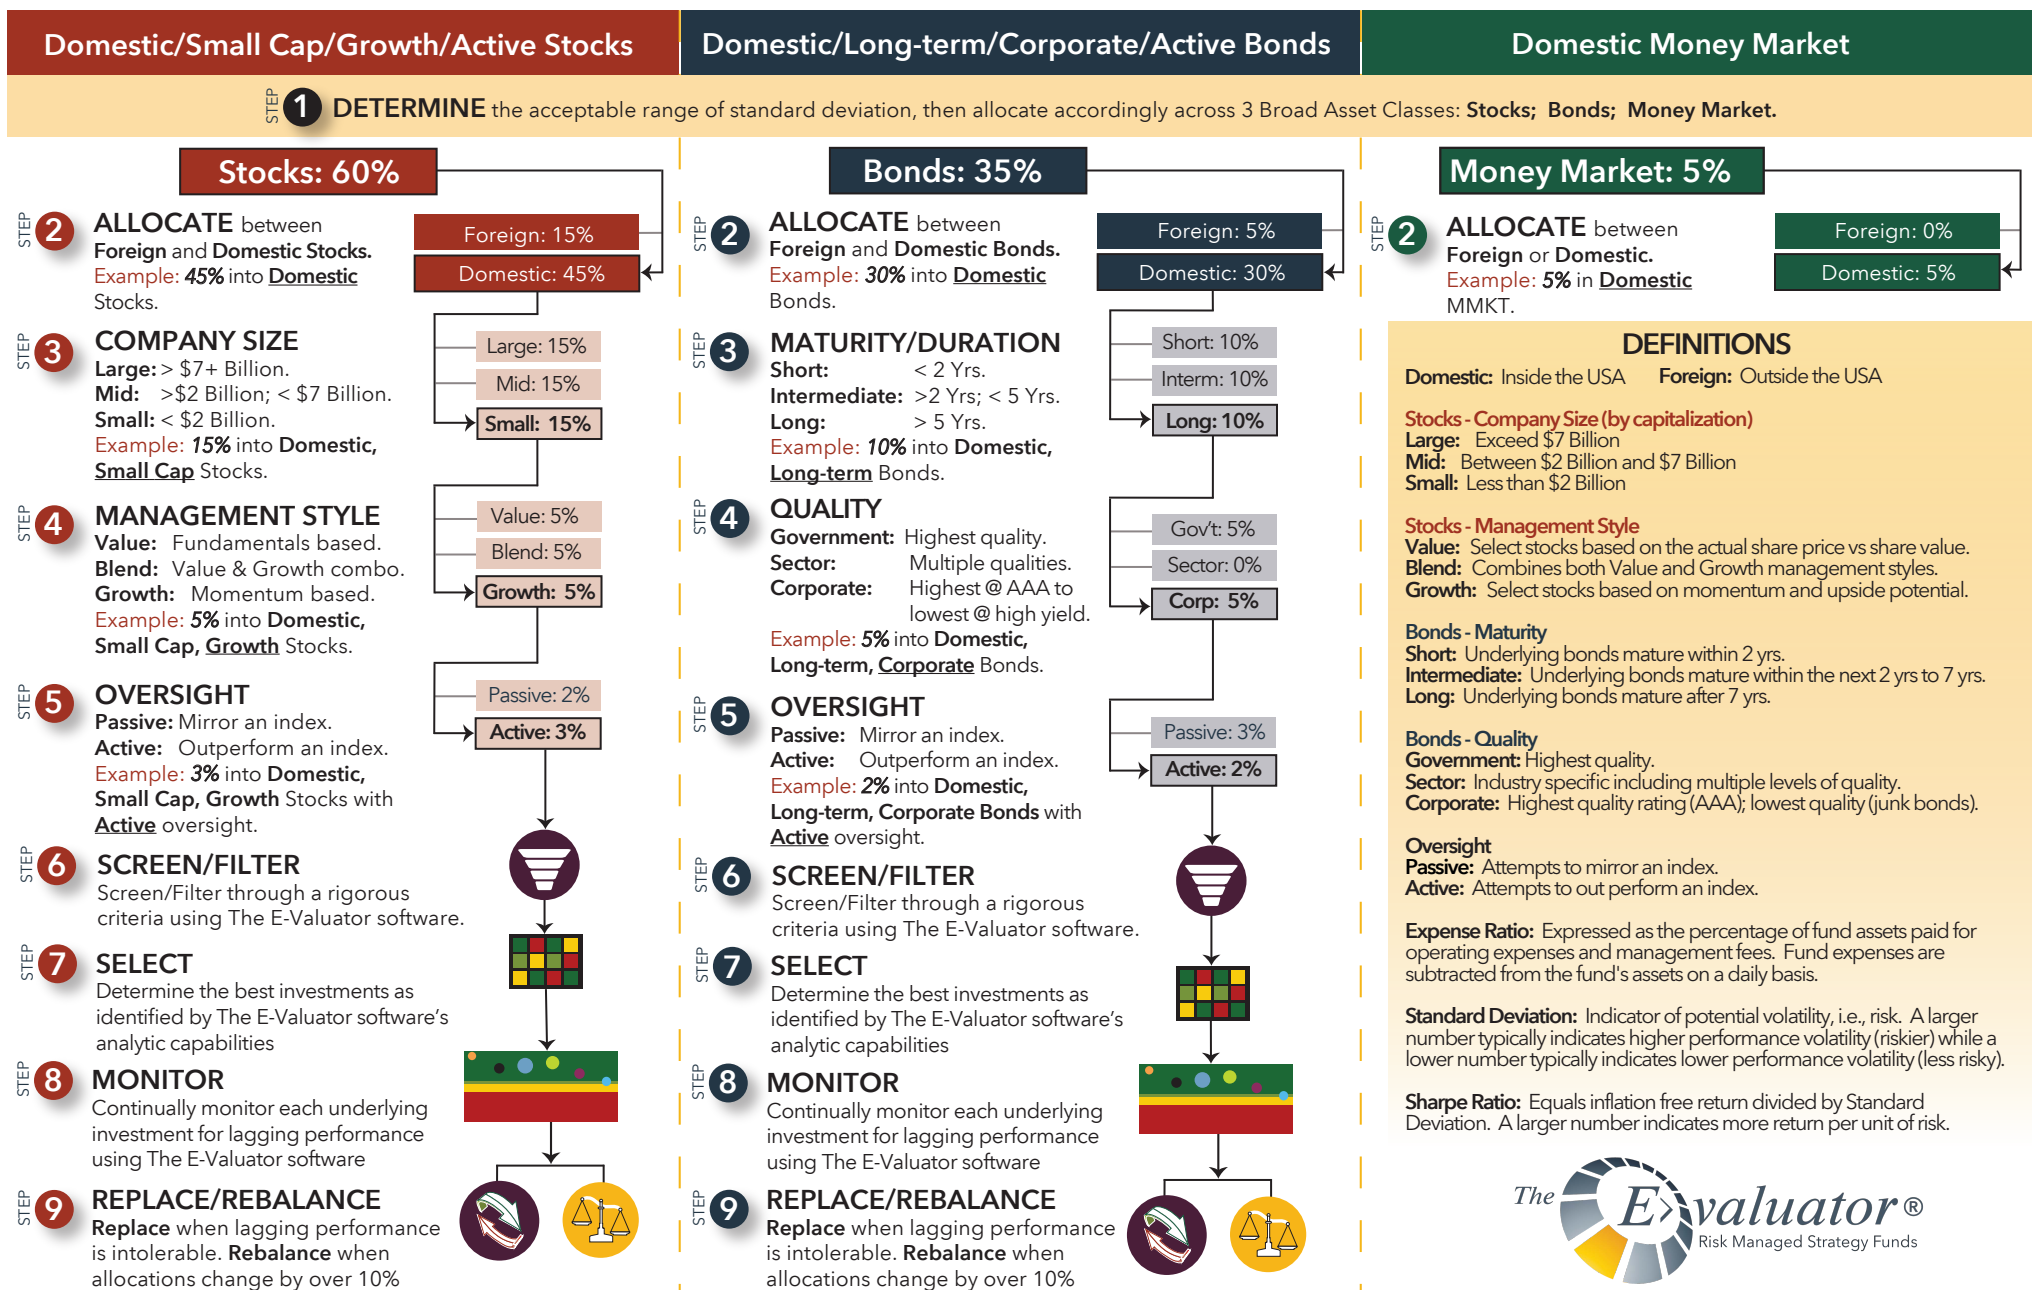 Domestic/Small Cap/Growth/Active Stocks
Domestic/Long-term/Corporate/Active Bonds
Domestic Money Market
STEP 1 DETERMINE the acceptable range of standard deviation, then allocate accordingly across 3 Broad Asset Classes: Stocks; Bonds; Money Market.
Stocks: 60%
STEP 2 ALLOCATE between
Foreign and Domestic Stocks.
Example: 45% into Domestic
Stocks.
Foreign: 15%
Domestic: 45%
STEP 3 COMPANY SIZE
Large: > $7+ Billion.
Mid: >$2 Billion; < $7 Billion.
Small: < $2 Billion.
Example: 15% into Domestic,
Small Cap Stocks.
Large: 15%
Mid: 15%
Small: 15%
STEP 4 MANAGEMENT STYLE
Value: Fundamentals based.
Blend: Value & Growth combo.
Growth: Momentum based.
Example: 5% into Domestic,
Small Cap, Growth Stocks.
Value: 5%
Blend: 5%
Growth: 5%
STEP 5 OVERSIGHT
Passive: Mirror an index.
Active: Outperform an index.
Example: 3% into Domestic,
Small Cap, Growth Stocks with
Active oversight.
Passive: 2%
Active: 3%
STEP 6 SCREEN/FILTER
Screen/Filter through a rigorous
criteria using The E-Valuator software.
STEP 7 SELECT
Determine the best investments as
identified by The E-Valuator software's
analytic capabilities
STEP 8 MONITOR
Continually monitor each underlying
investment for lagging performance
using The E-Valuator software
STEP 9 REPLACE/REBALANCE
Replace when lagging performance
is intolerable. Rebalance when
allocations change by over 10%
Bonds: 35%
STEP 2 ALLOCATE between
Foreign and Domestic Bonds.
Example: 30% into Domestic
Bonds.
Foreign: 5%
Domestic: 30%
STEP 3 MATURITY/DURATION
Short: < 2 Yrs.
Intermediate: >2 Yrs; < 5 Yrs.
Long: > 5 Yrs.
Example: 10% into Domestic,
Long-term Bonds.
Short: 10%
Interm: 10%
Long: 10%
STEP 4 QUALITY
Government: Highest quality.
Sector: Multiple qualities.
Corporate: Highest @ AAA to
lowest @ high yield.
Example: 5% into Domestic,
Long-term, Corporate Bonds.
Gov't: 5%
Sector: 0%
Corp: 5%
STEP 5 OVERSIGHT
Passive: Mirror an index.
Active: Outperform an index.
Example: 2% into Domestic,
Long-term, Corporate Bonds with
Active oversight.
Passive: 3%
Active: 2%
STEP 6 SCREEN/FILTER
Screen/Filter through a rigorous
criteria using The E-Valuator software.
STEP 7 SELECT
Determine the best investments as
identified by The E-Valuator software's
analytic capabilities
STEP 8 MONITOR
Continually monitor each underlying
investment for lagging performance
using The E-Valuator software
STEP 9 REPLACE/REBALANCE
Replace when lagging performance
is intolerable. Rebalance when
allocations change by over 10%
Money Market: 5%
STEP 2 ALLOCATE between
Foreign or Domestic.
Example: 5% in Domestic
MMKT.
Foreign: 0%
Domestic: 5%
DEFINITIONS
Domestic: Inside the USA Foreign: Outside the USA
Stocks - Company Size (by capitalization)
Large: Exceed $7 Billion
Mid: Between $2 Billion and $7 Billion
Small: Less than $2 Billion
Stocks - Management Style
Value: Select stocks based on the actual share price vs share value.
Blend: Combines both Value and Growth management styles.
Growth: Select stocks based on momentum and upside potential.
Bonds - Maturity
Short: Underlying bonds mature within 2 yrs.
Intermediate: Underlying bonds mature within the next 2 yrs to 7 yrs.
Long: Underlying bonds mature after 7 yrs.
Bonds - Quality
Government: Highest quality.
Sector: Industry specific including multiple levels of quality.
Corporate: Highest quality rating (AAA); lowest quality (junk bonds).
Oversight
Passive: Attempts to mirror an index.
Active: Attempts to out perform an index.
Expense Ratio: Expressed as the percentage of fund assets paid for
operating expenses and management fees. Fund expenses are
subtracted from the fund's assets on a daily basis.
Standard Deviation: Indicator of potential volatility, i.e., risk. A larger
number typically indicates higher performance volatility (riskier) while a
lower number typically indicates lower performance volatility (less risky).
Sharpe Ratio: Equals inflation free return divided by Standard
Deviation. A larger number indicates more return per unit of risk.
The E-valuator®
Risk Managed Strategy Funds